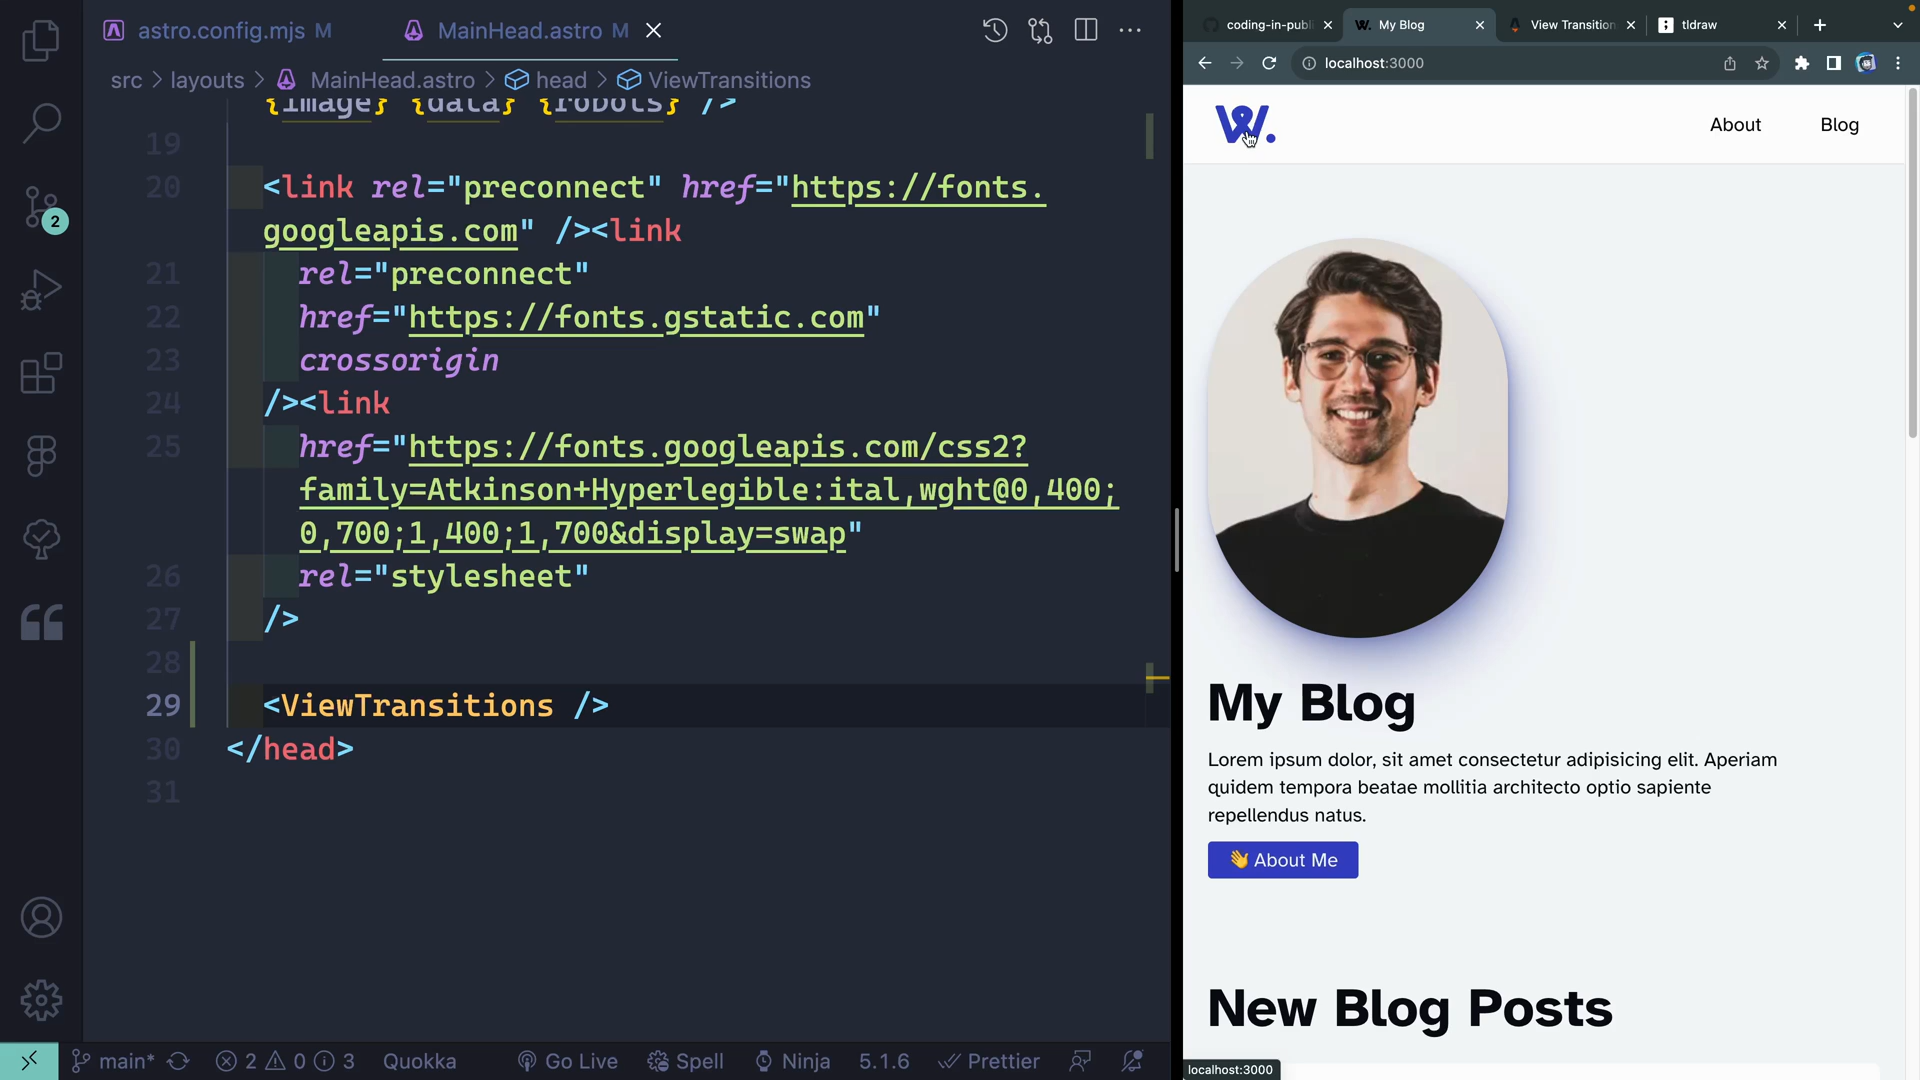 astro.config.mjs M
MainHead.astro M
src > layouts > MainHead.astro > head > ViewTransitions
{image} {data} {robots} />
19
20 <link rel="preconnect" href="https://fonts.
googleapis.com" /><link
21 rel="preconnect"
22 href="https://fonts.gstatic.com"
23 crossorigin
24 /><link
25 href="https://fonts.googleapis.com/css2?
family=Atkinson+Hyperlegible:ital,wght@0,400;
0,700;1,400;1,700&display=swap"
26 rel="stylesheet"
27 />
28
29 <ViewTransitions />
30 </head>
31
2
main* 2 0 3 Quokka Go Live Spell Ninja 5.1.6 Prettier
coding-in-publi
W. My Blog
View Transition
tldraw
localhost:3000
W.
About
Blog
My Blog
Lorem ipsum dolor, sit amet consectetur adipisicing elit. Aperiam
quidem tempora beatae mollitia architecto optio sapiente
repellendus natus.
👋 About Me
New Blog Posts
localhost:3000